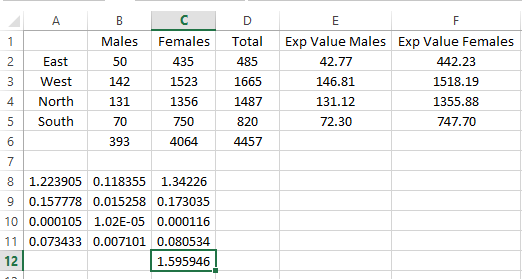 A B C D E F
1 Males Females Total Exp Value Males Exp Value Females
2 East 50 435 485 42.77 442.23
3 West 142 1523 1665 146.81 1518.19
4 North 131 1356 1487 131.12 1355.88
5 South 70 750 820 72.30 747.70
6 393 4064 4457
7
8 1.223905 0.118355 1.34226
9 0.157778 0.015258 0.173035
10 0.000105 1.02E-05 0.000116
11 0.073433 0.007101 0.080534
12 1.595946